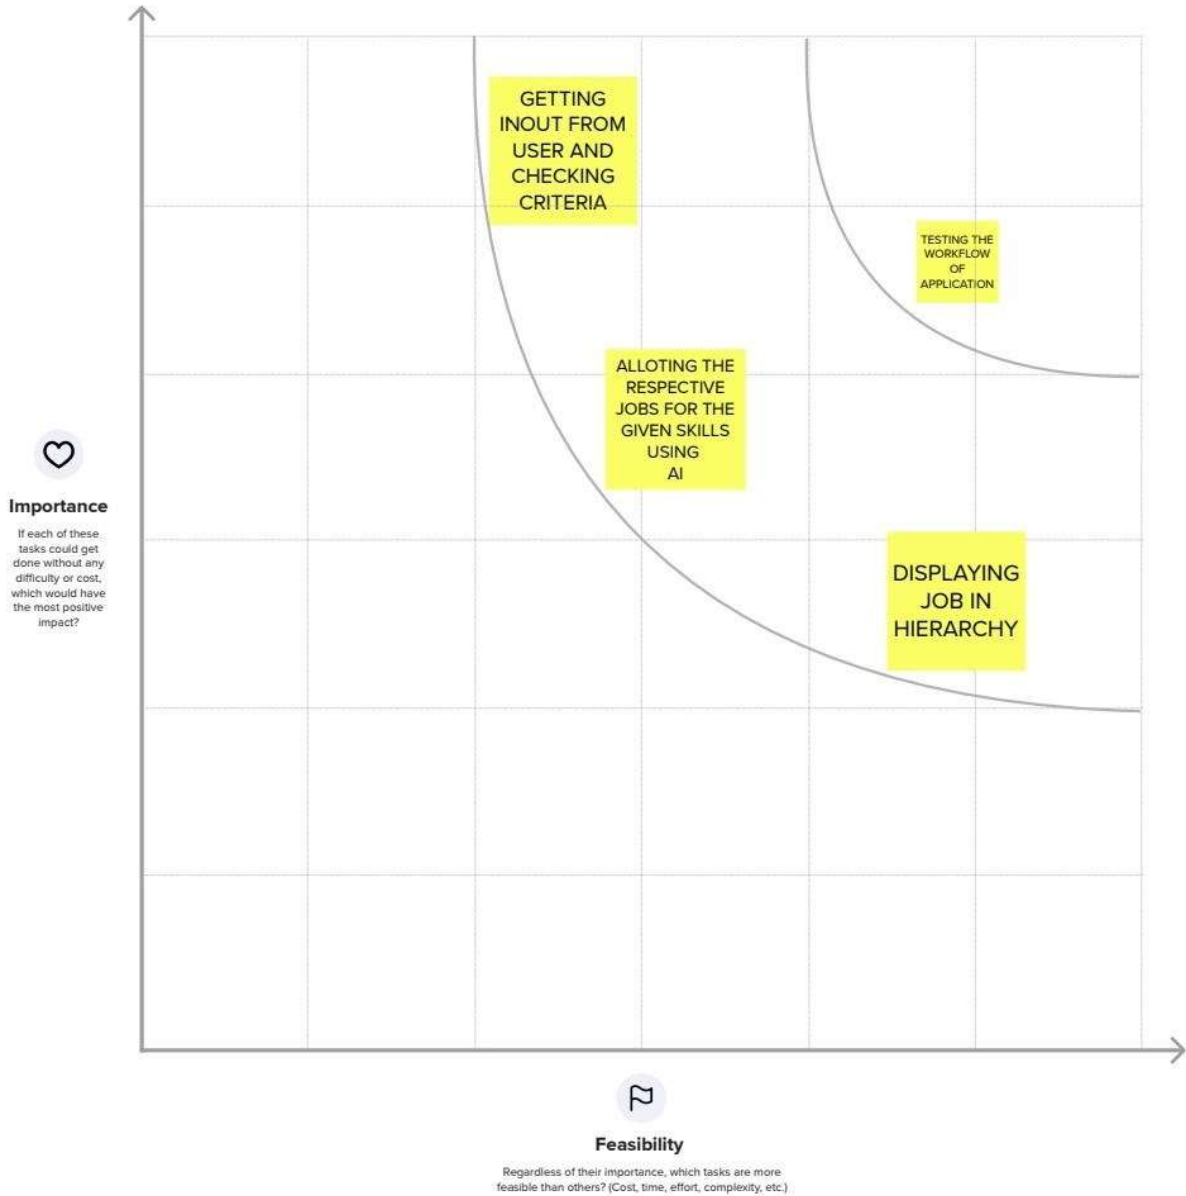 GETTING
INOUT FROM
USER AND
CHECKING
CRITERIA
TESTING THE
WORKFLOW
OF
APPLICATION
ALLOTING THE
RESPECTIVE
JOBS FOR THE
GIVEN SKILLS
USING
AI
DISPLAYING
JOB IN
HIERARCHY
Importance
If each of these
tasks could get
done without any
difficulty or cost,
which would have
the most positive
impact?
Feasibility
Regardless of their importance, which tasks are more
feasible than others? (Cost, time, effort, complexity, etc.)